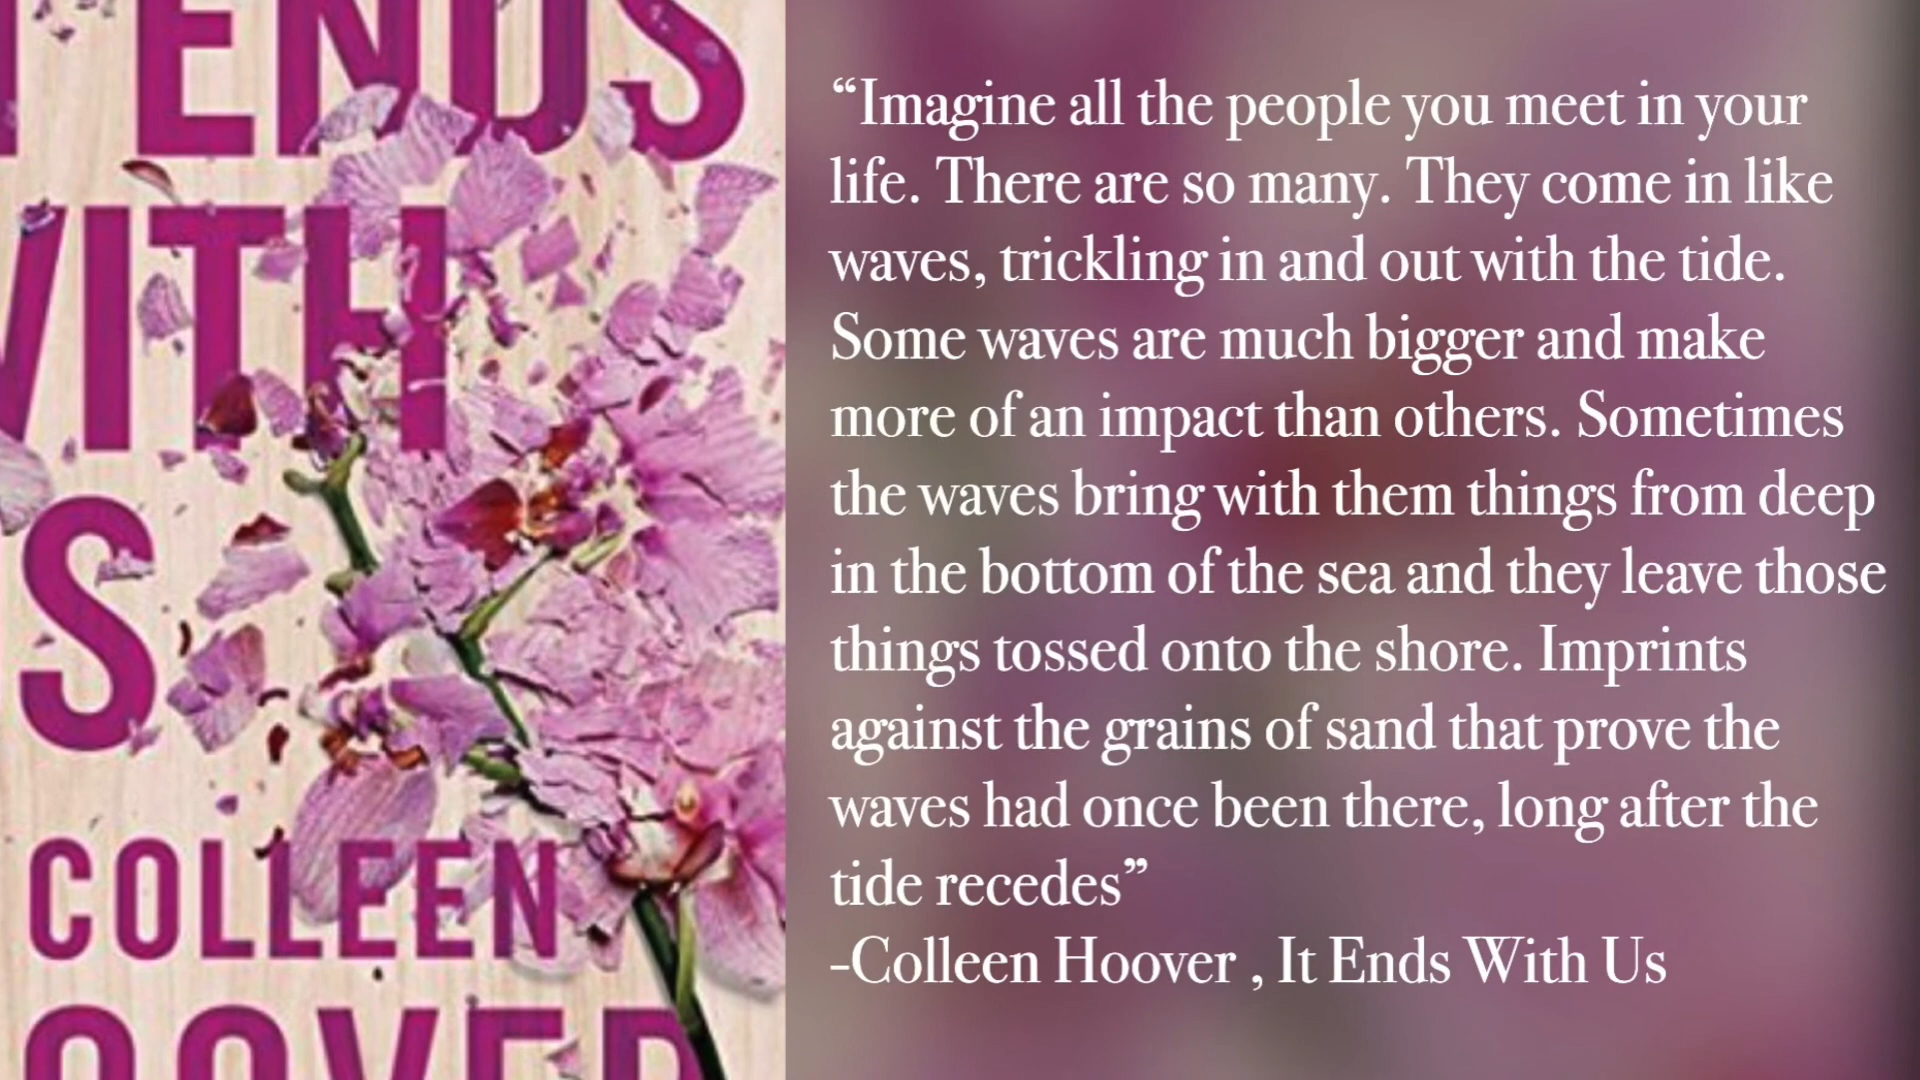 T ENDS
WITH
S
COLLEEN
OOVER
“Imagine all the people you meet in your
life. There are so many. They come in like
waves, trickling in and out with the tide.
Some waves are much bigger and make
more of an impact than others. Sometimes
the waves bring with them things from deep
in the bottom of the sea and they leave those
things tossed onto the shore. Imprints
against the grains of sand that prove the
waves had once been there, long after the
tide recedes”
-Colleen Hoover , It Ends With Us